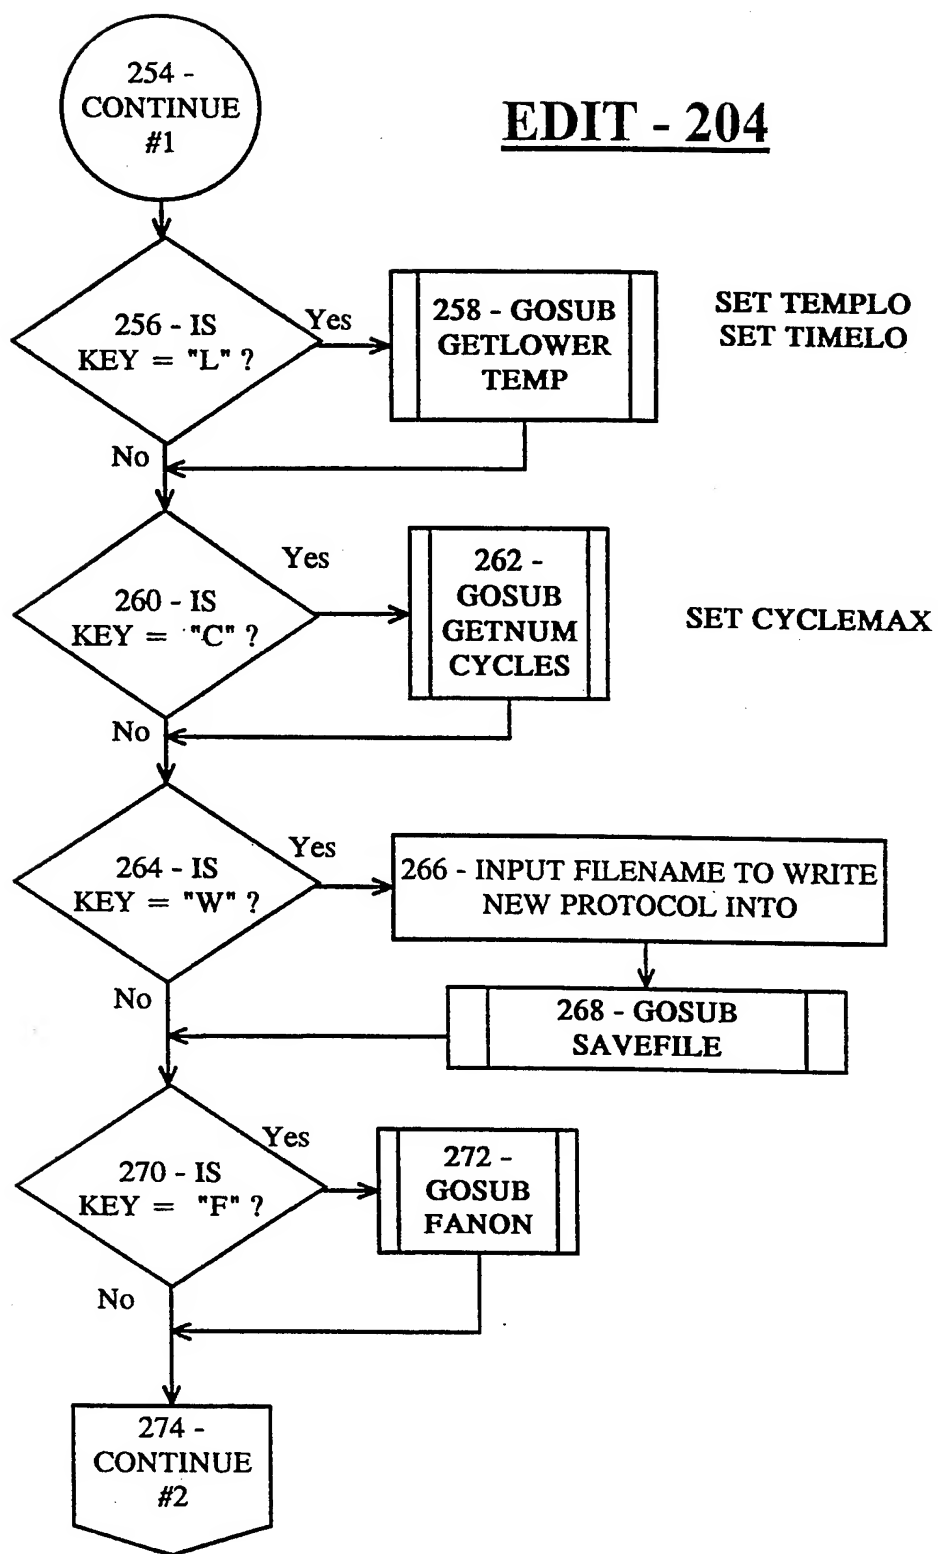 254 -
CONTINUE
#1
EDIT - 204
256 - IS
KEY = "L" ?
Yes
258 - GOSUB
GETLOWER
TEMP
SET TEMPLO
SET TIMELO
No
260 - IS
KEY = "C" ?
Yes
262 -
GOSUB
GETNUM
CYCLES
SET CYCLEMAX
No
264 - IS
KEY = "W" ?
Yes
266 - INPUT FILENAME TO WRITE
NEW PROTOCOL INTO
268 - GOSUB
SAVEFILE
No
270 - IS
KEY = "F" ?
Yes
272 -
GOSUB
FANON
No
274 -
CONTINUE
#2